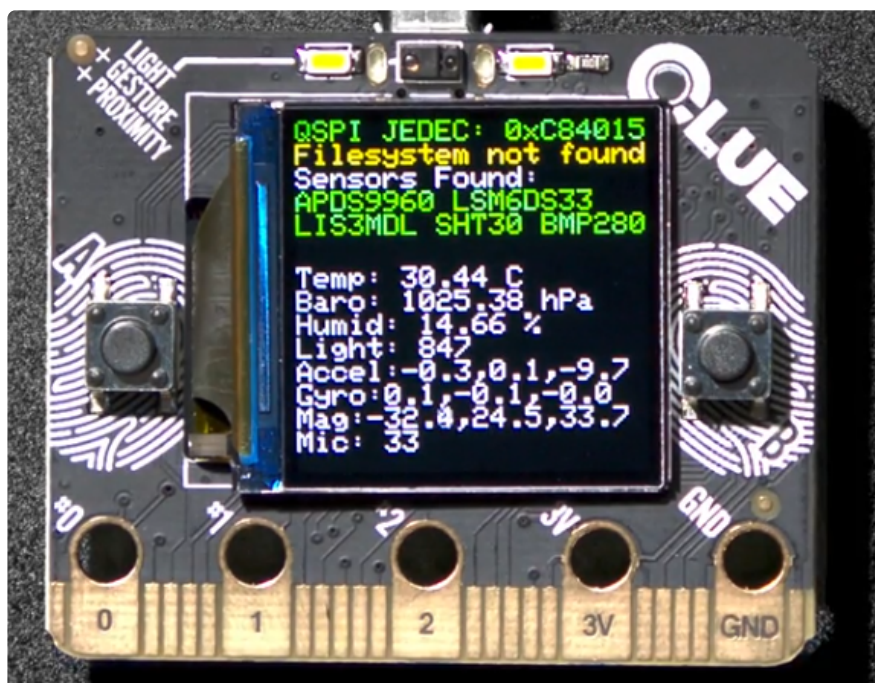 + LIGHT
+ GESTURE
+ PROXIMITY
CLUE
QSPI JEDEC: 0xC84015
Filesystem not found
Sensors Found:
APDS9960 LSM6DS33
LIS3MDL SHT30 BMP280
Temp: 30.44 C
Baro: 1025.38 hPa
Humid: 14.66 %
Light: 847
Accel:-0.3,0.1,-9.7
Gyro:0.1,-0.1,-0.0
Mag:-32.0,24.5,33.7
Mic: 33
A
B
#0 #1 #2 3V GND
0 1 2 3V GND